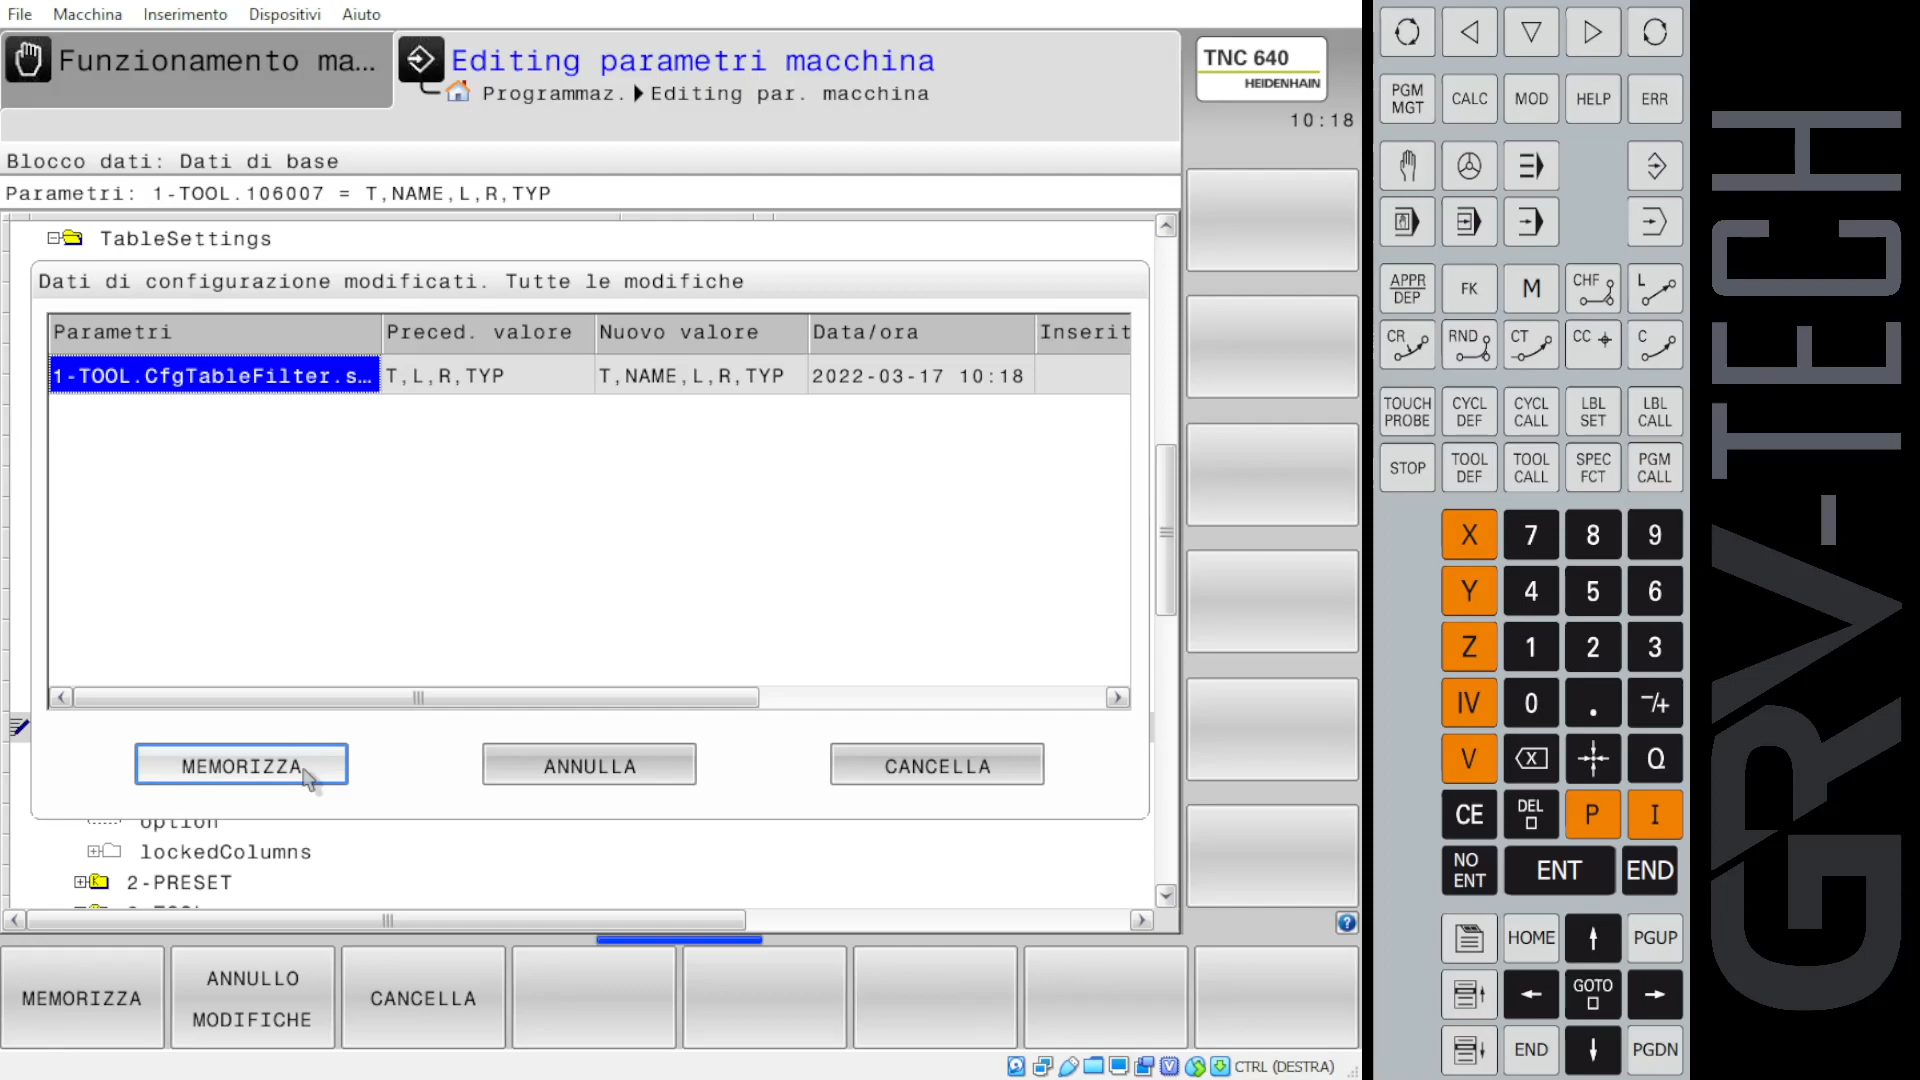 File Macchina Inserimento Dispositivi Aiuto
Funzionamento ma...
Editing parametri macchina
Programmaz. Editing par. macchina
TNC 640
HEIDENHAIN
10:18
Blocco dati: Dati di base
Parametri: 1-TOOL.106007 = T,NAME,L,R,TYP
TableSettings
Dati di configurazione modificati. Tutte le modifiche
Parametri Preced. valore Nuovo valore Data/ora Inserit
1-TOOL.CfgTableFilter.s... T,L,R,TYP T,NAME,L,R,TYP 2022-03-17 10:18
MEMORIZZA ANNULLA CANCELLA
option
lockedColumns
2-PRESET
MEMORIZZA
ANNULLO
MODIFICHE
CANCELLA
CTRL (DESTRA)
PGM
MGT
CALC MOD HELP ERR
APPR
DEP
FK M CHF L
CR RND CT CC C
TOUCH
PROBE
CYCL
DEF
CYCL
CALL
LBL
SET
LBL
CALL
STOP
TOOL
DEF
TOOL
CALL
SPEC
FCT
PGM
CALL
X 7 8 9
Y 4 5 6
Z 1 2 3
IV 0 . -/+
V X Q
CE DEL P I
NO
ENT
ENT END
HOME PGUP
GOTO
END PGDN
GRV-TECH